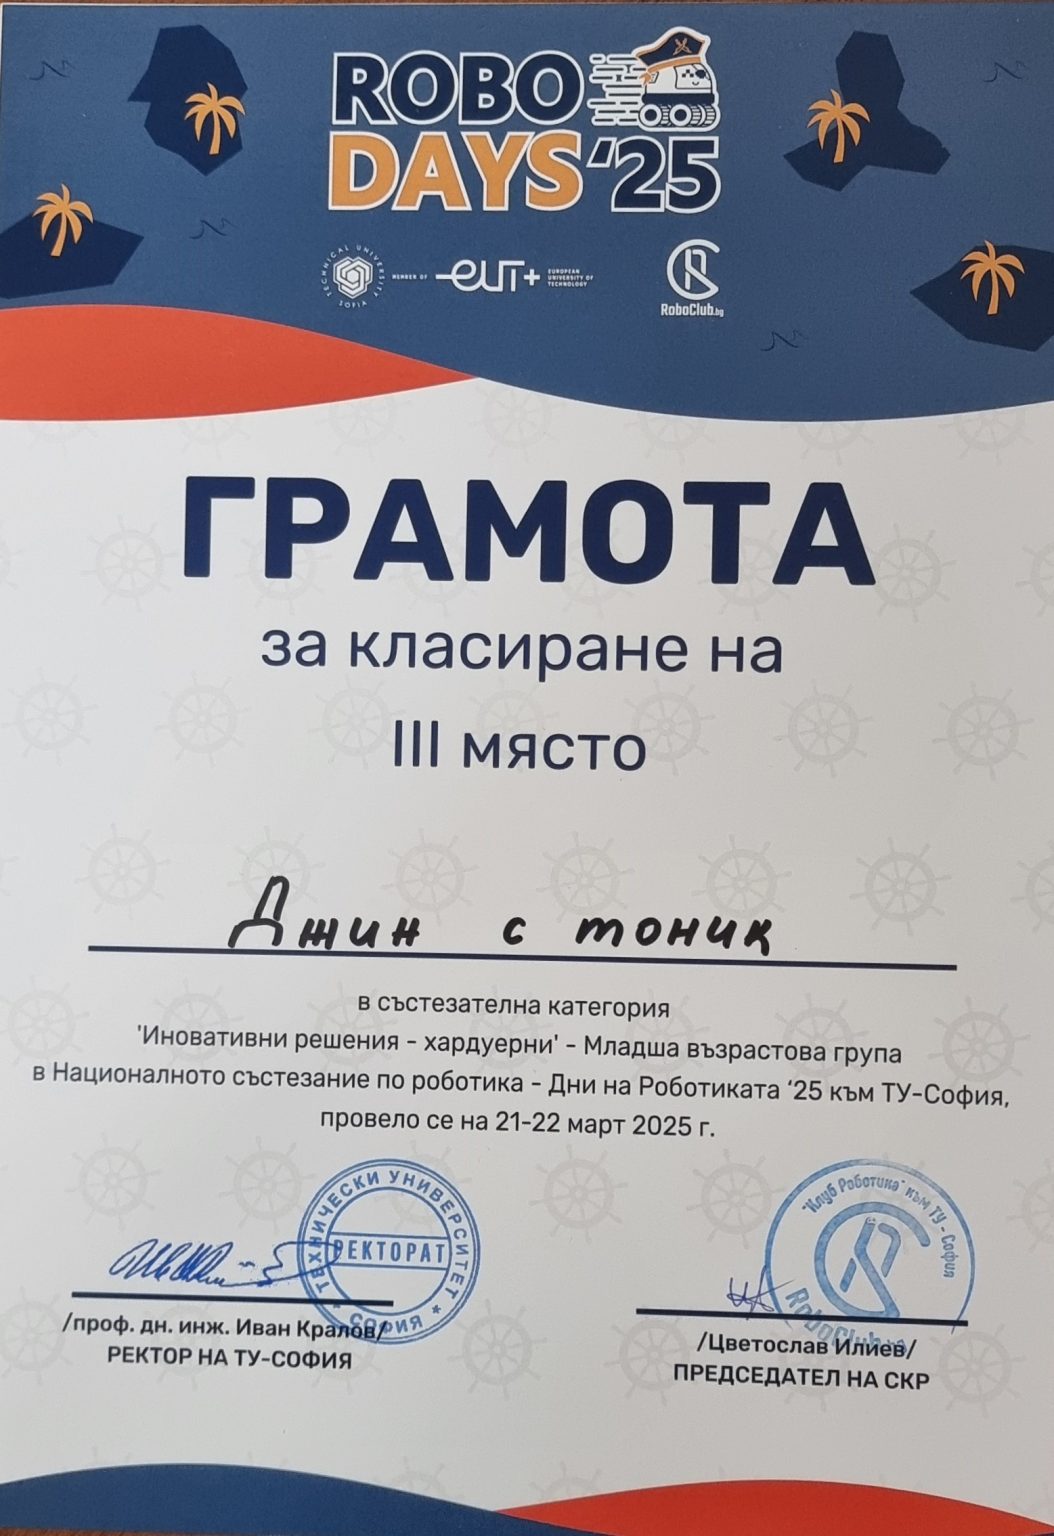 ROBO
DAYS '25
TECHNICAL UNIVERSITY SOFIA
MEMBER OF
EUT+
EUROPEAN
UNIVERSITY OF
TECHNOLOGY
RoboClub.bg
ГРАМОТА
за класиране на
III място
Джин с тоник
в състезателна категория
'Иновативни решения - хардуерни' - Младша възрастова група
в Националното състезание по роботика - Дни на Роботиката '25 към ТУ-София,
провело се на 21-22 март 2025 г.
ТЕХНИЧЕСКИ УНИВЕРСИТЕТ * СОФИЯ *
РЕКТОРАТ
/проф. дн. инж. Иван Кралов/
РЕКТОР НА ТУ-СОФИЯ
"Клуб Роботика" към ТУ - София
RoboClub.bg
/Цветослав Илиев/
ПРЕДСЕДАТЕЛ НА СКР